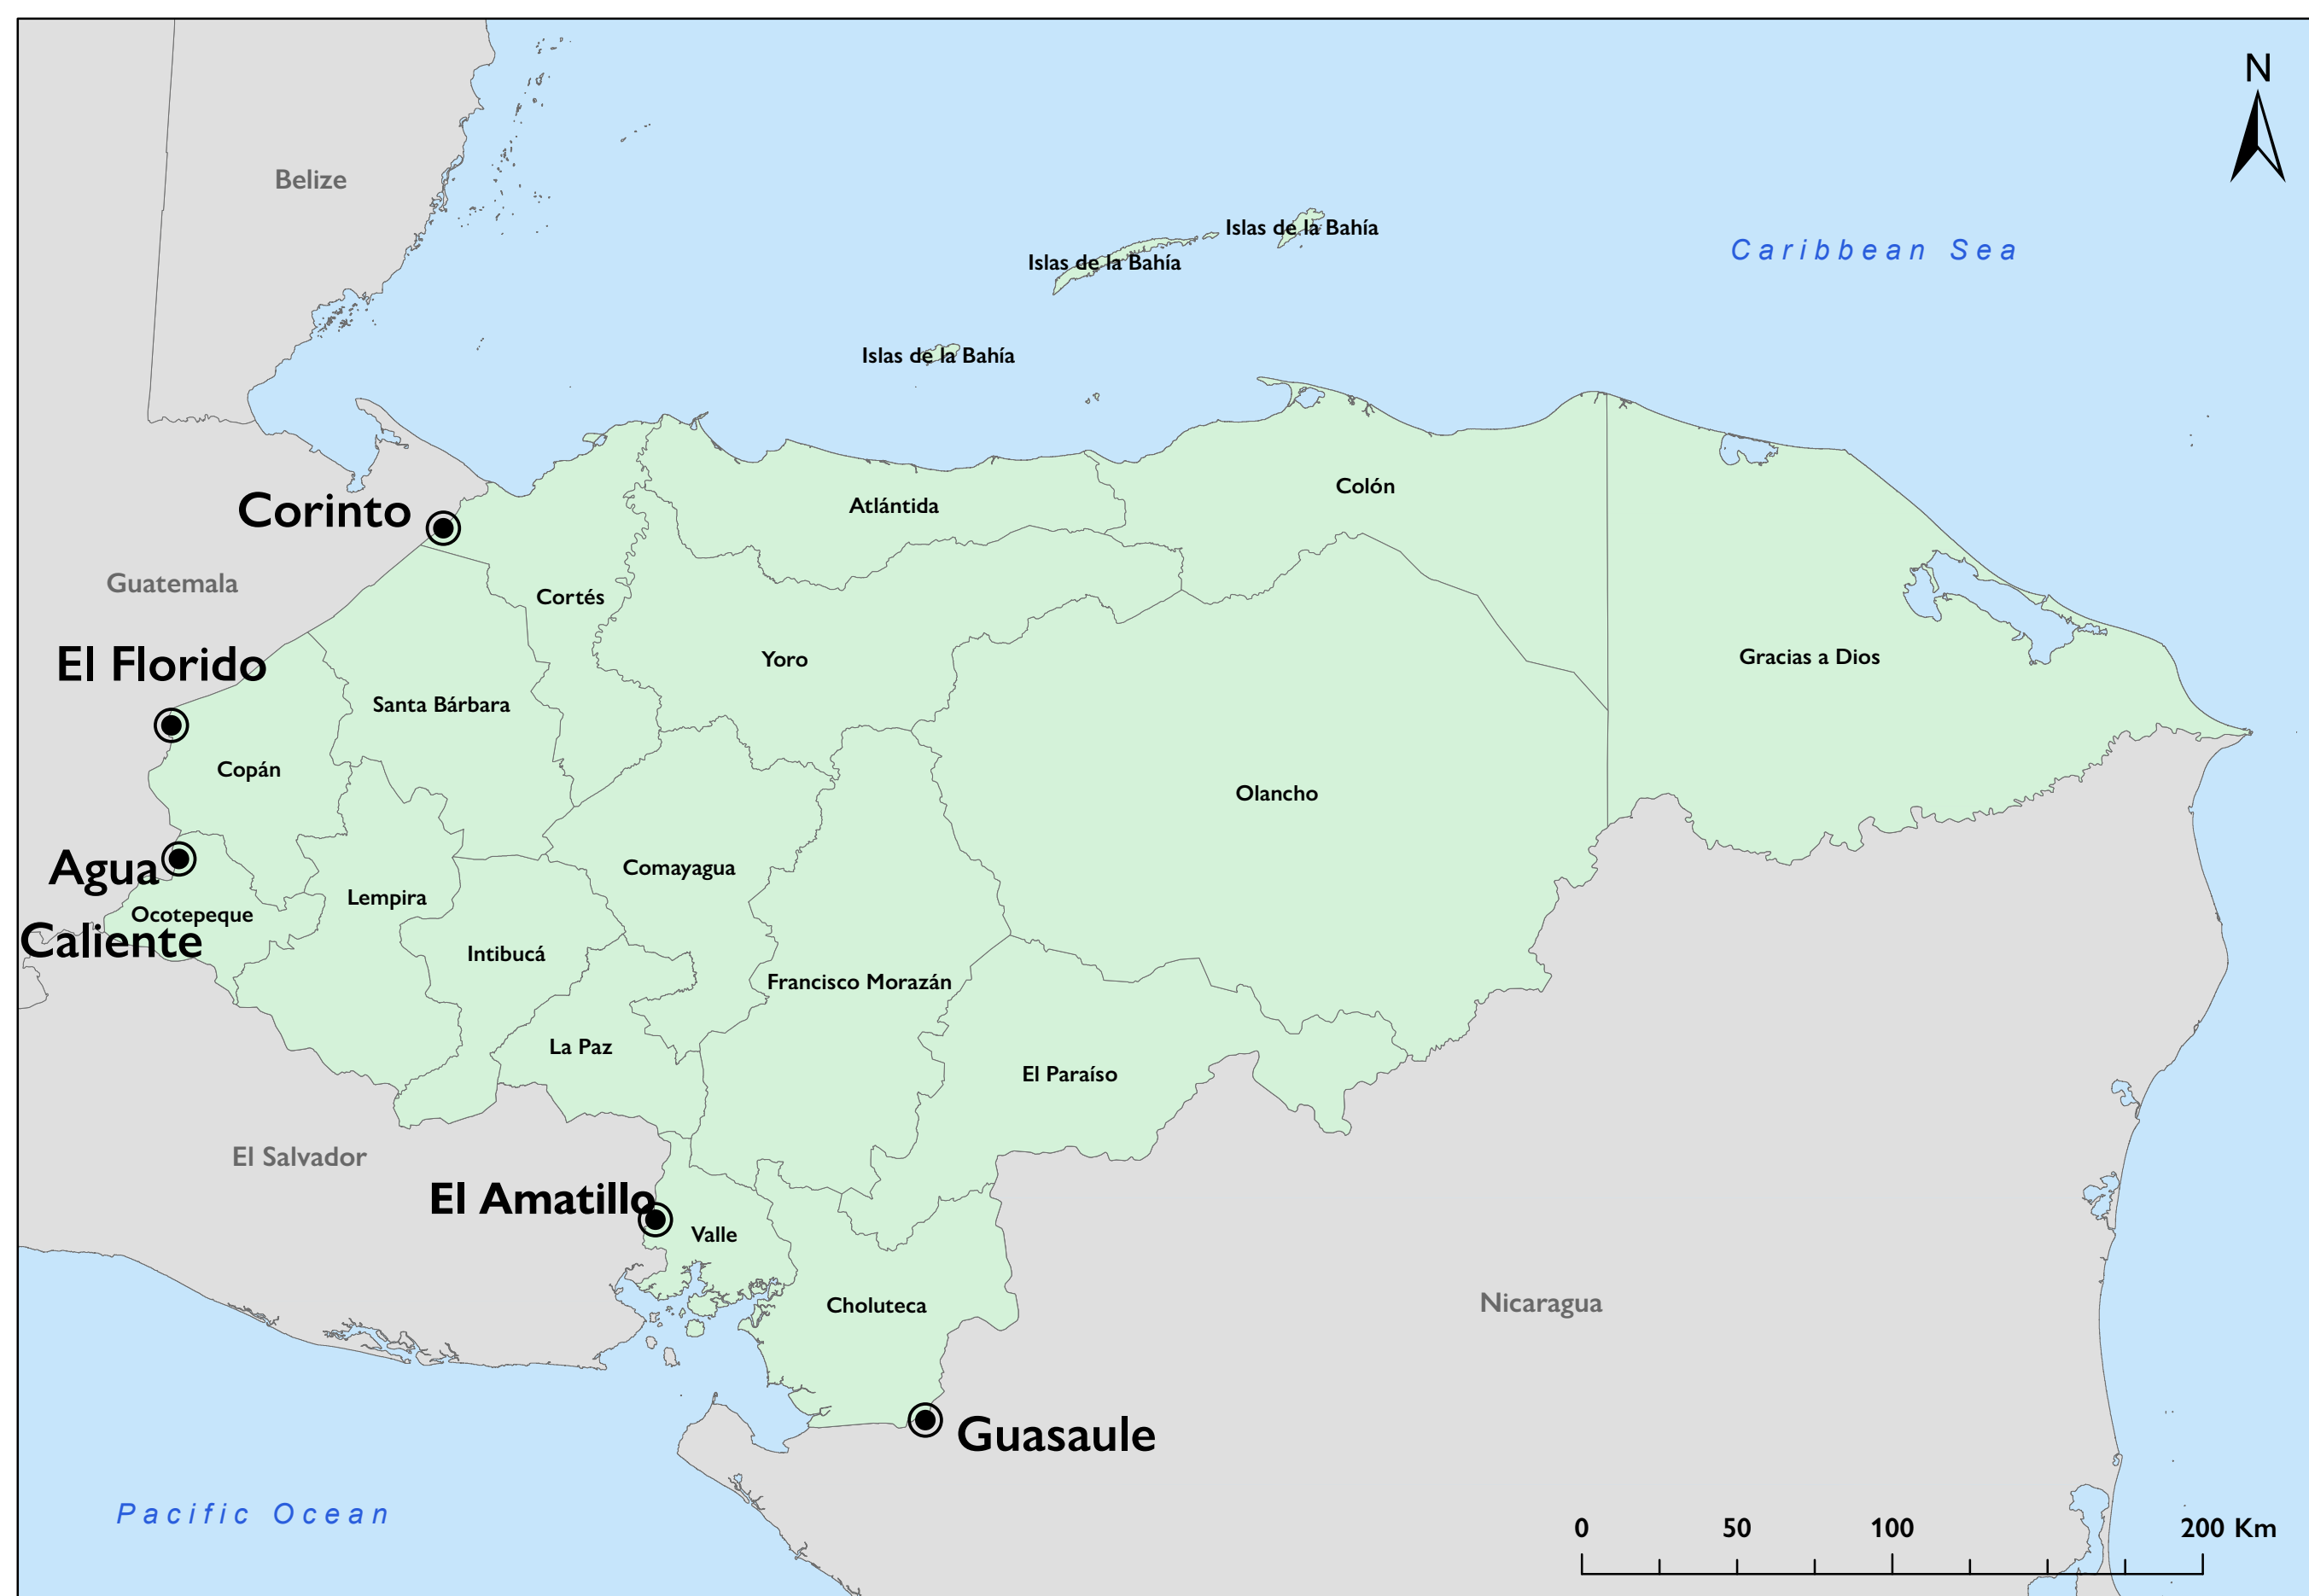 N
Belize
Islas de la Bahía
Caribbean Sea
Islas de la Bahía
Islas de la Bahía
Colón
Atlántida
Corinto
Guatemala
Cortés
El Florido
Yoro
Gracias a Dios
Santa Bárbara
Copán
Olancho
Agua
Caliente
Comayagua
Lempira
Ocotepeque
Intibucá
Francisco Morazán
La Paz
El Paraíso
El Salvador
El Amatillo
Valle
Nicaragua
Choluteca
Guasaule
Pacific Ocean
0 50 100 200 Km